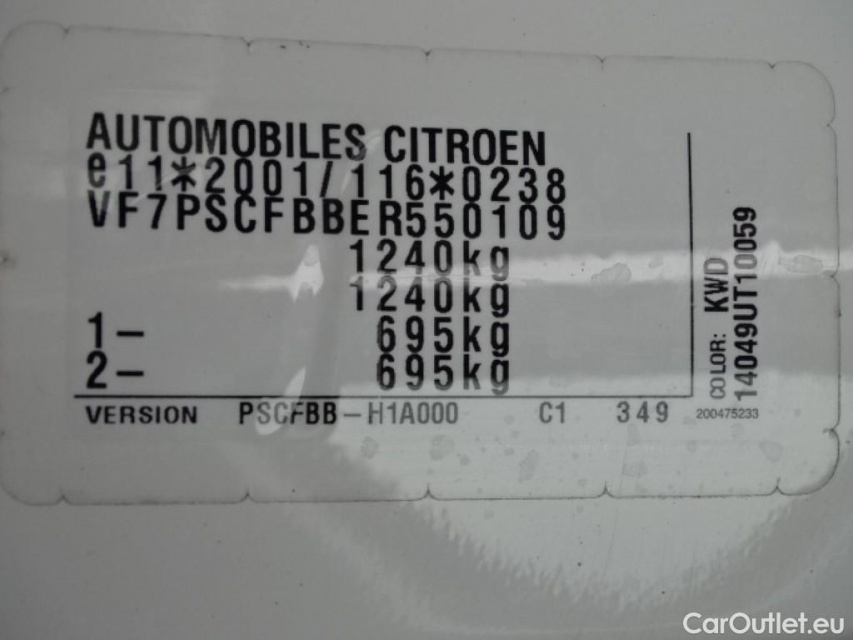 AUTOMOBILES CITROEN
e11*2001/116*0238
VF7PSCFBBER550109
1240kg
1240kg
1- 695kg
2- 695kg
VERSION PSCFBB-H1A000 C1 349
COLOR: KWD
14049UT10059
200475233
CarOutlet.eu